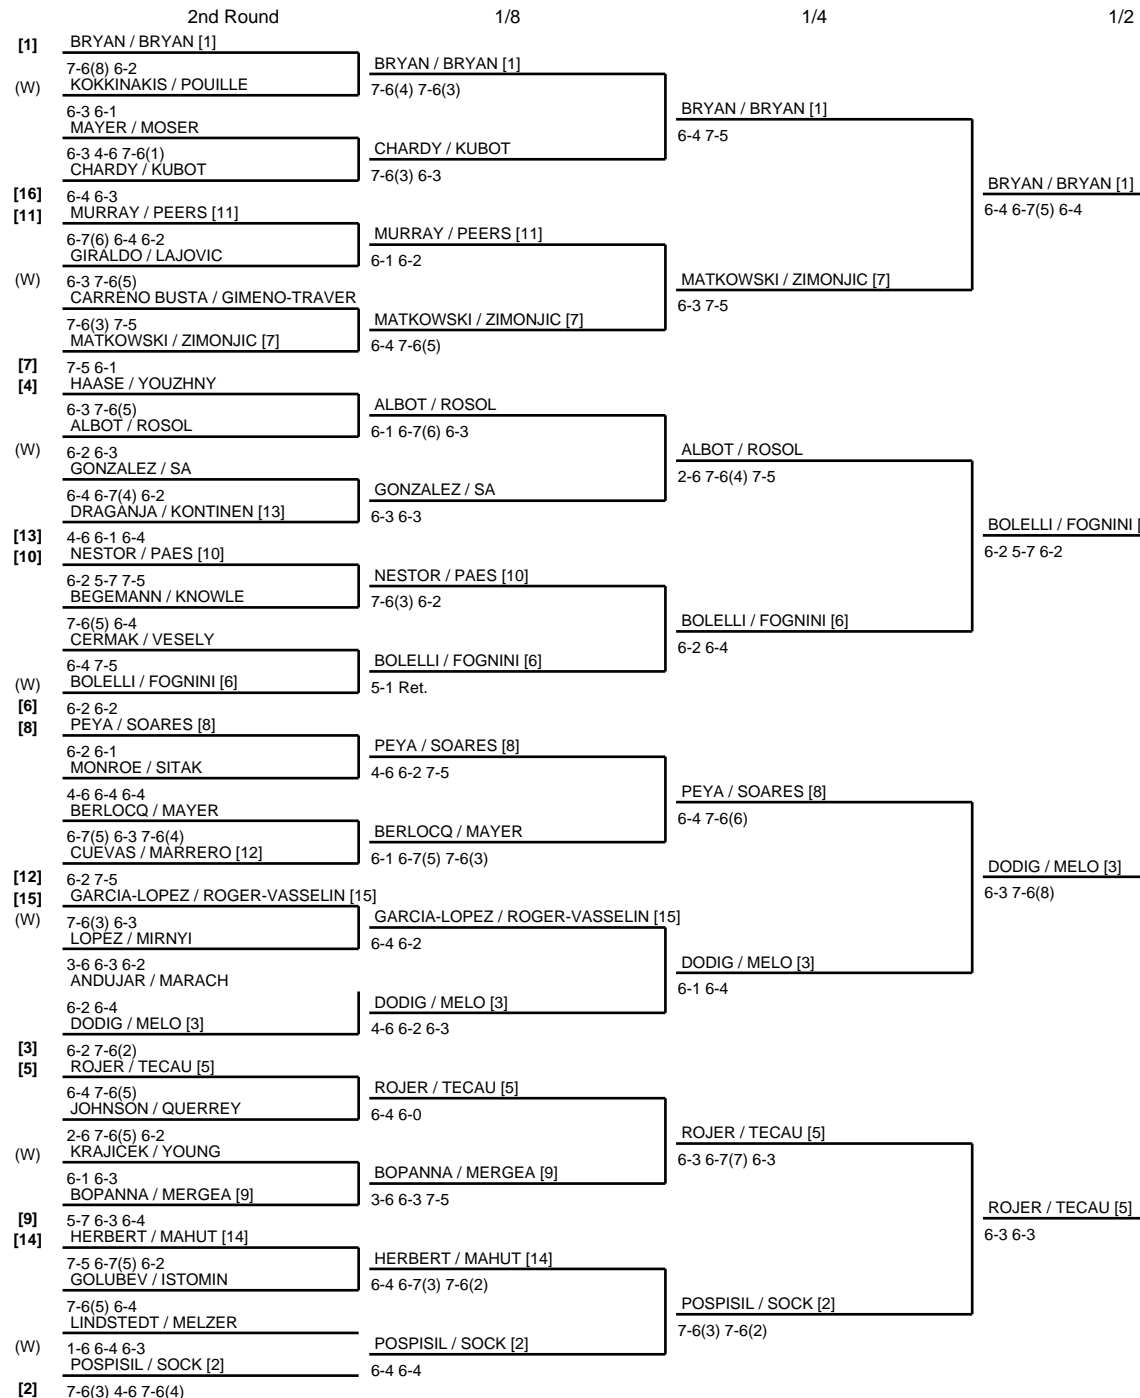 2nd Round 1/8 1/4 1/2
[1] BRYAN / BRYAN [1]
7-6(8) 6-2
(W) KOKKINAKIS / POUILLE
6-3 6-1
MAYER / MOSER
6-3 4-6 7-6(1)
CHARDY / KUBOT
[16] 6-4 6-3
[11] MURRAY / PEERS [11]
6-7(6) 6-4 6-2
GIRALDO / LAJOVIC
(W) 6-3 7-6(5)
CARRENO BUSTA / GIMENO-TRAVER
7-6(3) 7-5
MATKOWSKI / ZIMONJIC [7]
[7] 7-5 6-1
[4] HAASE / YOUZHNY
6-3 7-6(5)
ALBOT / ROSOL
(W) 6-2 6-3
GONZALEZ / SA
6-4 6-7(4) 6-2
DRAGANJA / KONTINEN [13]
[13] 4-6 6-1 6-4
[10] NESTOR / PAES [10]
6-2 5-7 7-5
BEGEMANN / KNOWLE
7-6(5) 6-4
CERMAK / VESELY
6-4 7-5
(W) BOLELLI / FOGNINI [6]
[6] 6-2 6-2
[8] PEYA / SOARES [8]
6-2 6-1
MONROE / SITAK
4-6 6-4 6-4
BERLOCQ / MAYER
6-7(5) 6-3 7-6(4)
CUEVAS / MARRERO [12]
[12] 6-2 7-5
[15] GARCIA-LOPEZ / ROGER-VASSELIN [15]
(W) 7-6(3) 6-3
LOPEZ / MIRNYI
3-6 6-3 6-2
ANDUJAR / MARACH
6-2 6-4
DODIG / MELO [3]
[3] 6-2 7-6(2)
[5] ROJER / TECAU [5]
6-4 7-6(5)
JOHNSON / QUERREY
2-6 7-6(5) 6-2
(W) KRAJICEK / YOUNG
6-1 6-3
BOPANNA / MERGEA [9]
[9] 5-7 6-3 6-4
[14] HERBERT / MAHUT [14]
7-5 6-7(5) 6-2
GOLUBEV / ISTOMIN
7-6(5) 6-4
LINDSTEDT / MELZER
(W) 1-6 6-4 6-3
POSPISIL / SOCK [2]
[2] 7-6(3) 4-6 7-6(4)
BRYAN / BRYAN [1]
7-6(4) 7-6(3)
CHARDY / KUBOT
7-6(3) 6-3
MURRAY / PEERS [11]
6-1 6-2
MATKOWSKI / ZIMONJIC [7]
6-4 7-6(5)
ALBOT / ROSOL
6-1 6-7(6) 6-3
GONZALEZ / SA
6-3 6-3
NESTOR / PAES [10]
7-6(3) 6-2
BOLELLI / FOGNINI [6]
5-1 Ret.
PEYA / SOARES [8]
4-6 6-2 7-5
BERLOCQ / MAYER
6-1 6-7(5) 7-6(3)
GARCIA-LOPEZ / ROGER-VASSELIN [15]
6-4 6-2
DODIG / MELO [3]
4-6 6-2 6-3
ROJER / TECAU [5]
6-4 6-0
BOPANNA / MERGEA [9]
3-6 6-3 7-5
HERBERT / MAHUT [14]
6-4 6-7(3) 7-6(2)
POSPISIL / SOCK [2]
6-4 6-4
BRYAN / BRYAN [1]
6-4 7-5
MATKOWSKI / ZIMONJIC [7]
6-3 7-5
ALBOT / ROSOL
2-6 7-6(4) 7-5
BOLELLI / FOGNINI [6]
6-2 6-4
PEYA / SOARES [8]
6-4 7-6(6)
DODIG / MELO [3]
6-1 6-4
ROJER / TECAU [5]
6-3 6-7(7) 6-3
POSPISIL / SOCK [2]
7-6(3) 7-6(2)
BRYAN / BRYAN [1]
6-4 6-7(5) 6-4
BOLELLI / FOGNINI [
6-2 5-7 6-2
DODIG / MELO [3]
6-3 7-6(8)
ROJER / TECAU [5]
6-3 6-3